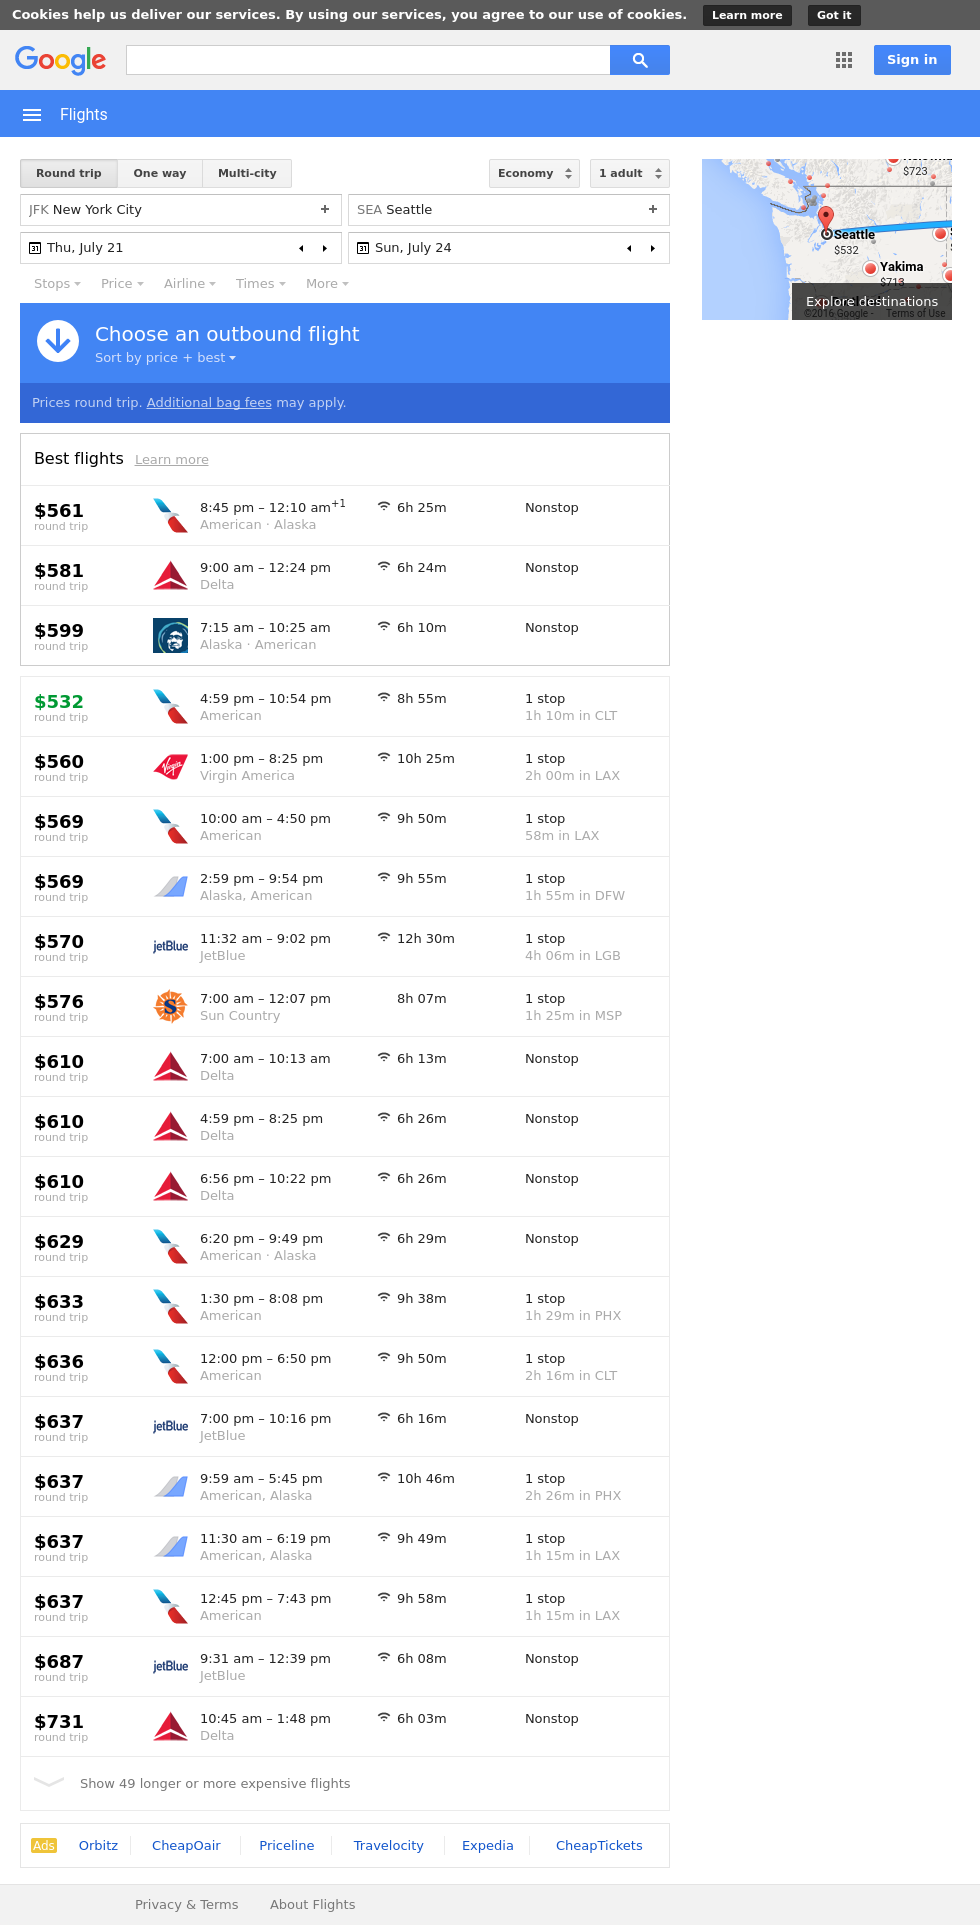 Cookies help us deliver our services. By using our services, you agree to our use of cookies. Learn more Got it
Google Sign in
Flights
Round trip One way Multi-city Economy 1 adult
JFK New York City + SEA Seattle +
31 Thu, July 21 31 Sun, July 24
Stops Price Airline Times More
$723
Seattle
$532
Yakima
$713
Explore destinations
©2016 Google - Terms of Use
Choose an outbound flight
Sort by price + best
Prices round trip. Additional bag fees may apply.
Best flights Learn more
$561 8:45 pm – 12:10 am+1 6h 25m Nonstop
round trip American · Alaska
$581 9:00 am – 12:24 pm 6h 24m Nonstop
round trip Delta
$599 7:15 am – 10:25 am 6h 10m Nonstop
round trip Alaska · American
$532 4:59 pm – 10:54 pm 8h 55m 1 stop
round trip American 1h 10m in CLT
$560 1:00 pm – 8:25 pm 10h 25m 1 stop
round trip Virgin America 2h 00m in LAX
$569 10:00 am – 4:50 pm 9h 50m 1 stop
round trip American 58m in LAX
$569 2:59 pm – 9:54 pm 9h 55m 1 stop
round trip Alaska, American 1h 55m in DFW
$570 jetBlue 11:32 am – 9:02 pm 12h 30m 1 stop
round trip JetBlue 4h 06m in LGB
$576 S 7:00 am – 12:07 pm 8h 07m 1 stop
round trip Sun Country 1h 25m in MSP
$610 7:00 am – 10:13 am 6h 13m Nonstop
round trip Delta
$610 4:59 pm – 8:25 pm 6h 26m Nonstop
round trip Delta
$610 6:56 pm – 10:22 pm 6h 26m Nonstop
round trip Delta
$629 6:20 pm – 9:49 pm 6h 29m Nonstop
round trip American · Alaska
$633 1:30 pm – 8:08 pm 9h 38m 1 stop
round trip American 1h 29m in PHX
$636 12:00 pm – 6:50 pm 9h 50m 1 stop
round trip American 2h 16m in CLT
$637 jetBlue 7:00 pm – 10:16 pm 6h 16m Nonstop
round trip JetBlue
$637 9:59 am – 5:45 pm 10h 46m 1 stop
round trip American, Alaska 2h 26m in PHX
$637 11:30 am – 6:19 pm 9h 49m 1 stop
round trip American, Alaska 1h 15m in LAX
$637 12:45 pm – 7:43 pm 9h 58m 1 stop
round trip American 1h 15m in LAX
$687 jetBlue 9:31 am – 12:39 pm 6h 08m Nonstop
round trip JetBlue
$731 10:45 am – 1:48 pm 6h 03m Nonstop
round trip Delta
Show 49 longer or more expensive flights
Ads Orbitz CheapOair Priceline Travelocity Expedia CheapTickets
Privacy & Terms About Flights